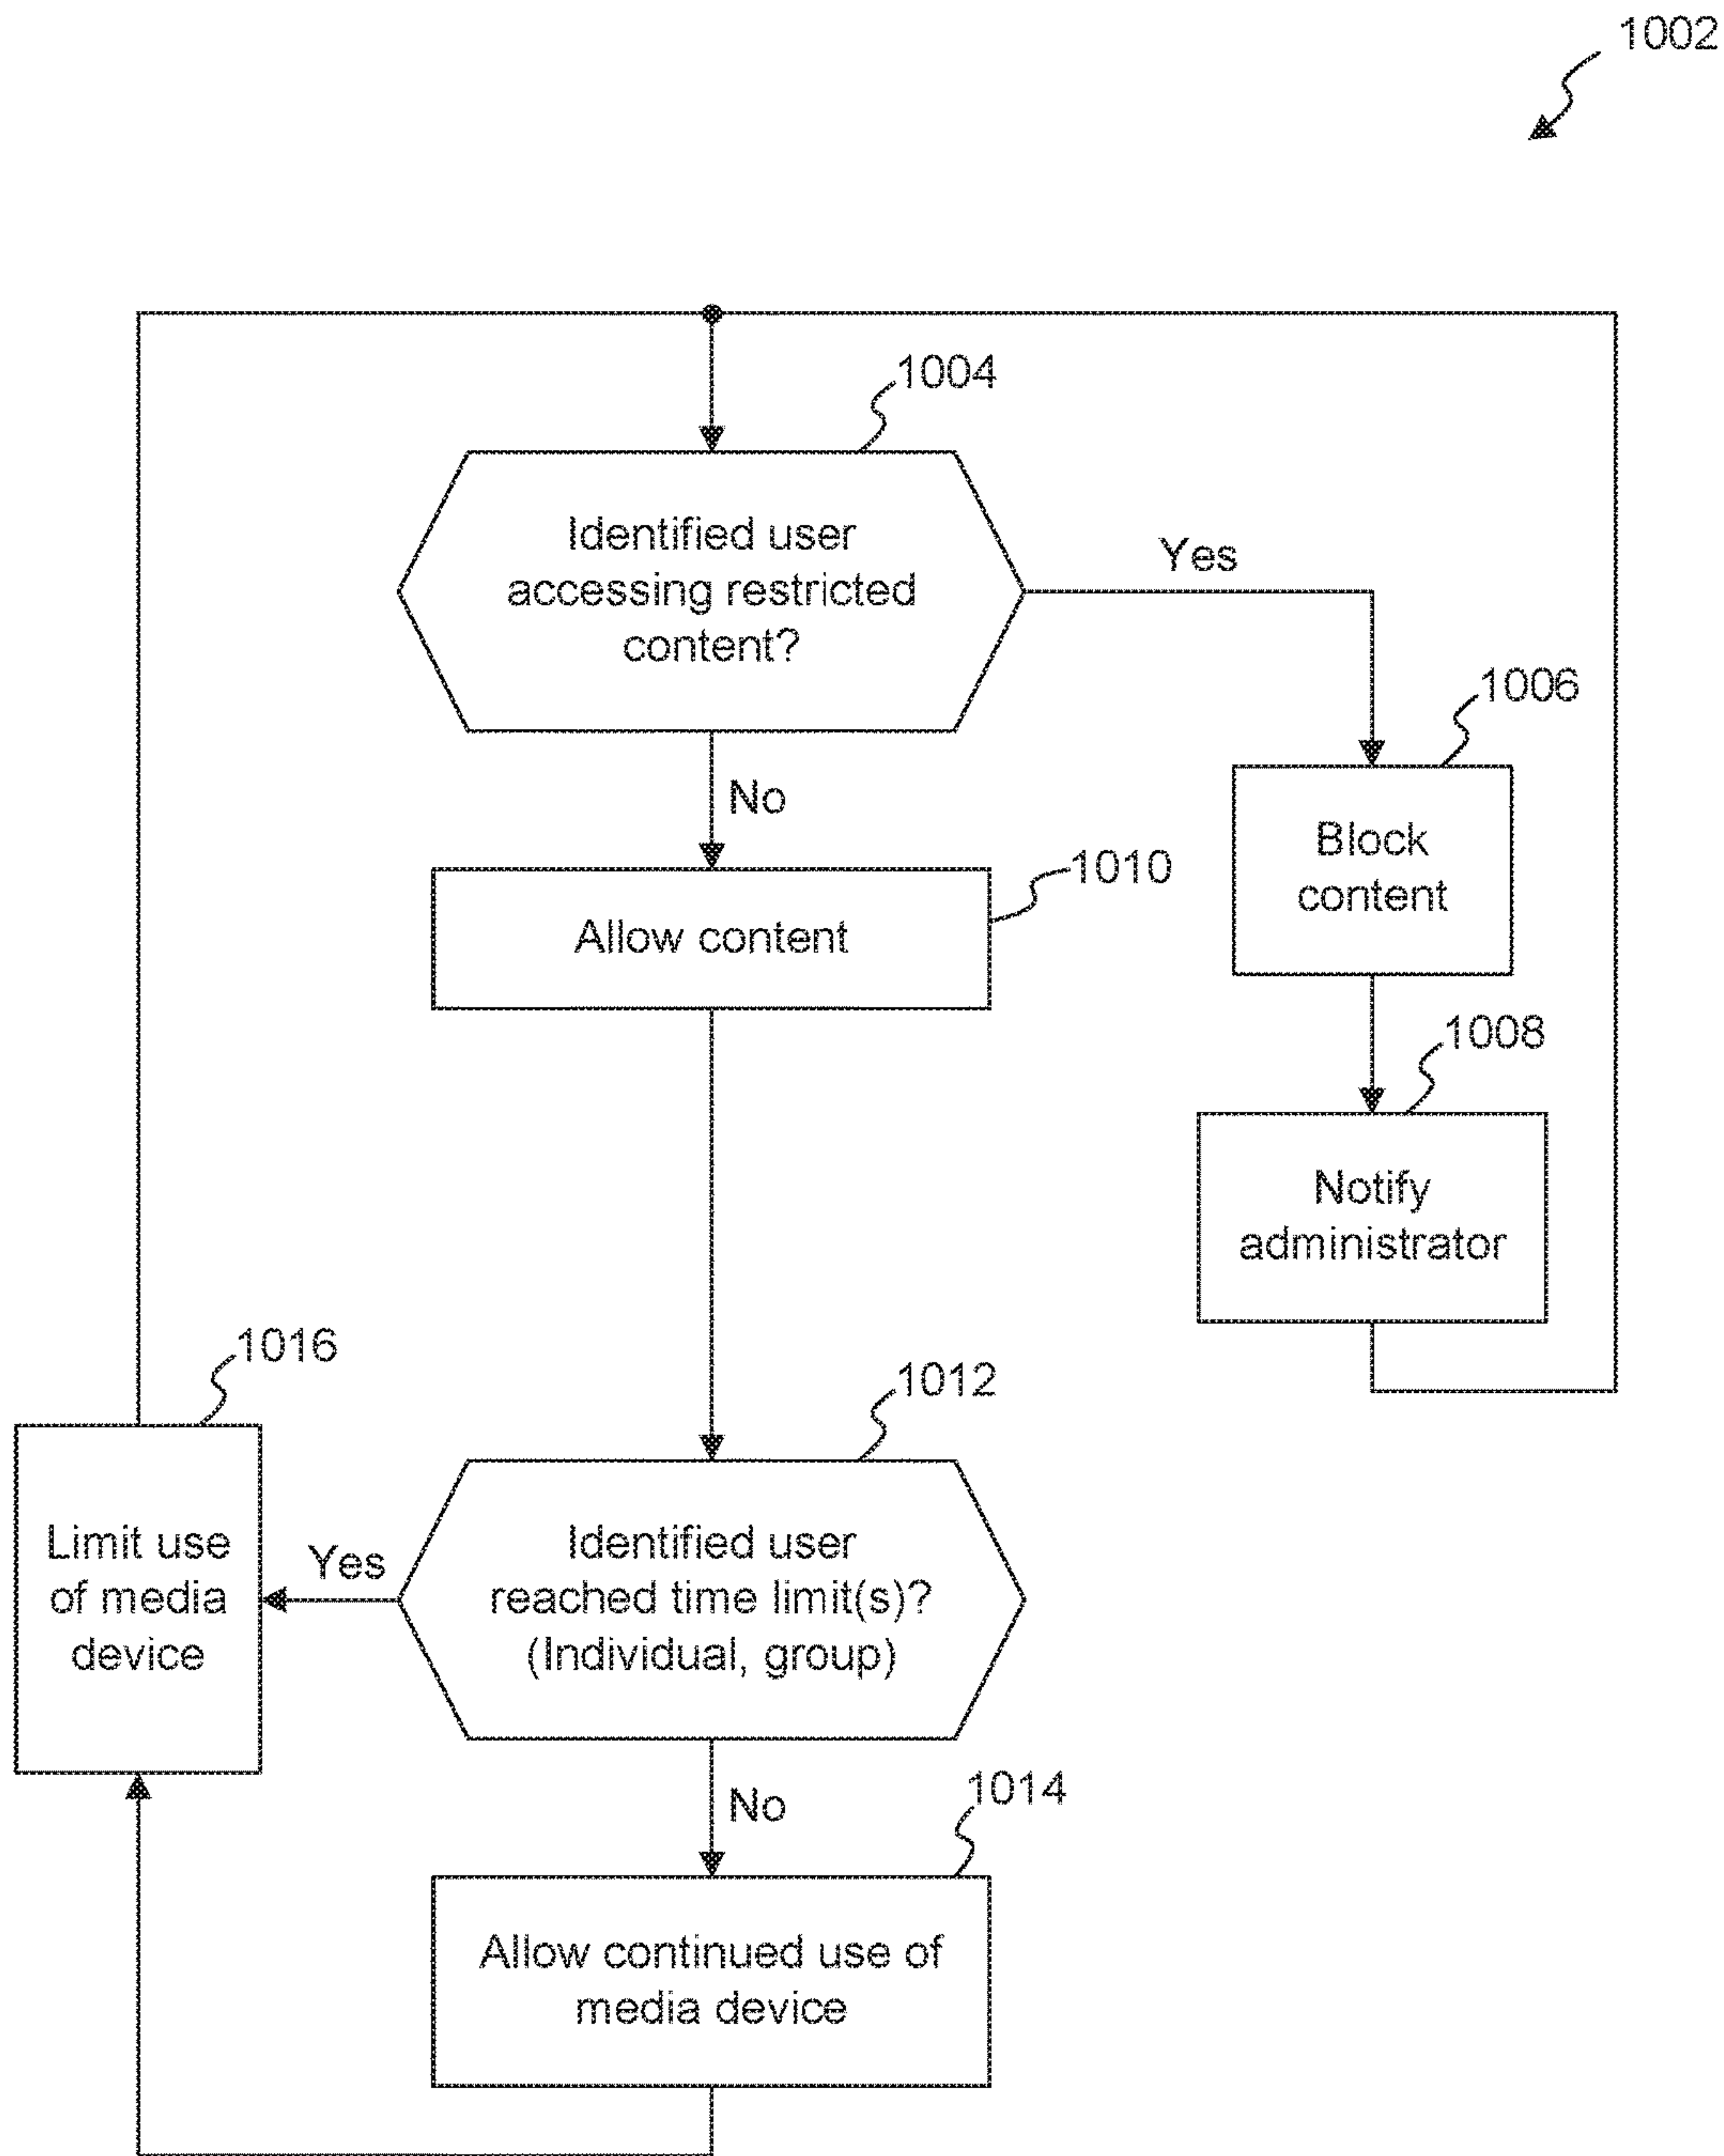 1002
1004
Identified user
accessing restricted
content?
Yes
1006
No
Block
content
1010
Allow content
1008
Notify
administrator
1016
1012
Limit use
of media
device
Yes
Identified user
reached time limit(s)?
(Individual, group)
No
1014
Allow continued use of
media device